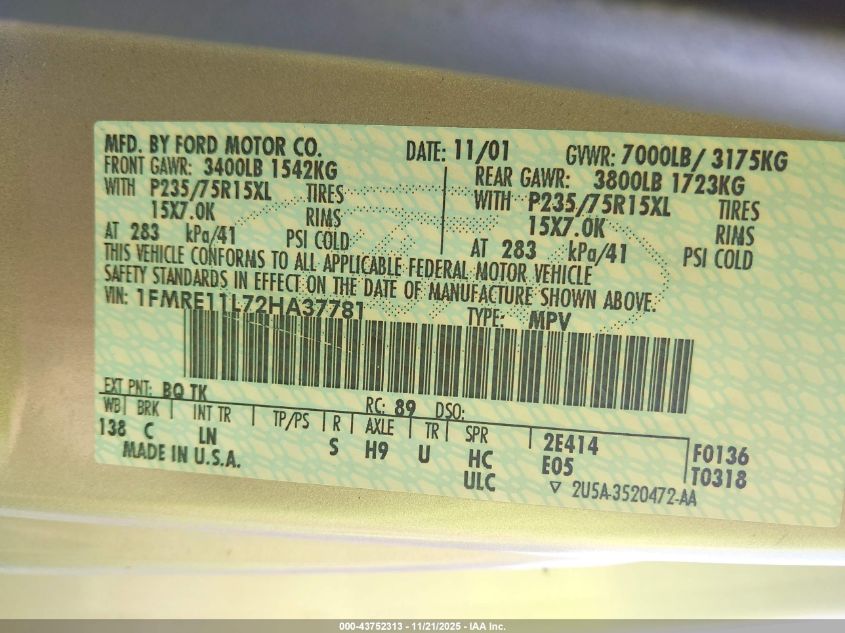 MFD. BY FORD MOTOR CO. DATE: 11/01 GVWR: 7000LB/ 3175KG
FRONT GAWR: 3400LB 1542KG REAR GAWR: 3800LB 1723KG
WITH P235/75R15XL TIRES WITH P235/75R15XL TIRES
15X7.0K RIMS 15X7.0K RIMS
AT 283 kPa/41 PSI COLD AT 283 kPa/41 PSI COLD
THIS VEHICLE CONFORMS TO ALL APPLICABLE FEDERAL MOTOR VEHICLE
SAFETY STANDARDS IN EFFECT ON THE DATE OF MANUFACTURE SHOWN ABOVE.
VIN: 1FMRE11L72HA37781 TYPE: MPV
EXT PNT: BQ TK RC: 89 DSO:
WB BRK INT TR TP/PS R AXLE TR SPR 2E414 F0136
138 C LN S H9 U HC E05 T0318
MADE IN U.S.A. ULC 2U5A-3520472-AA
000-43752313 - 11/21/2025 - IAA Inc.